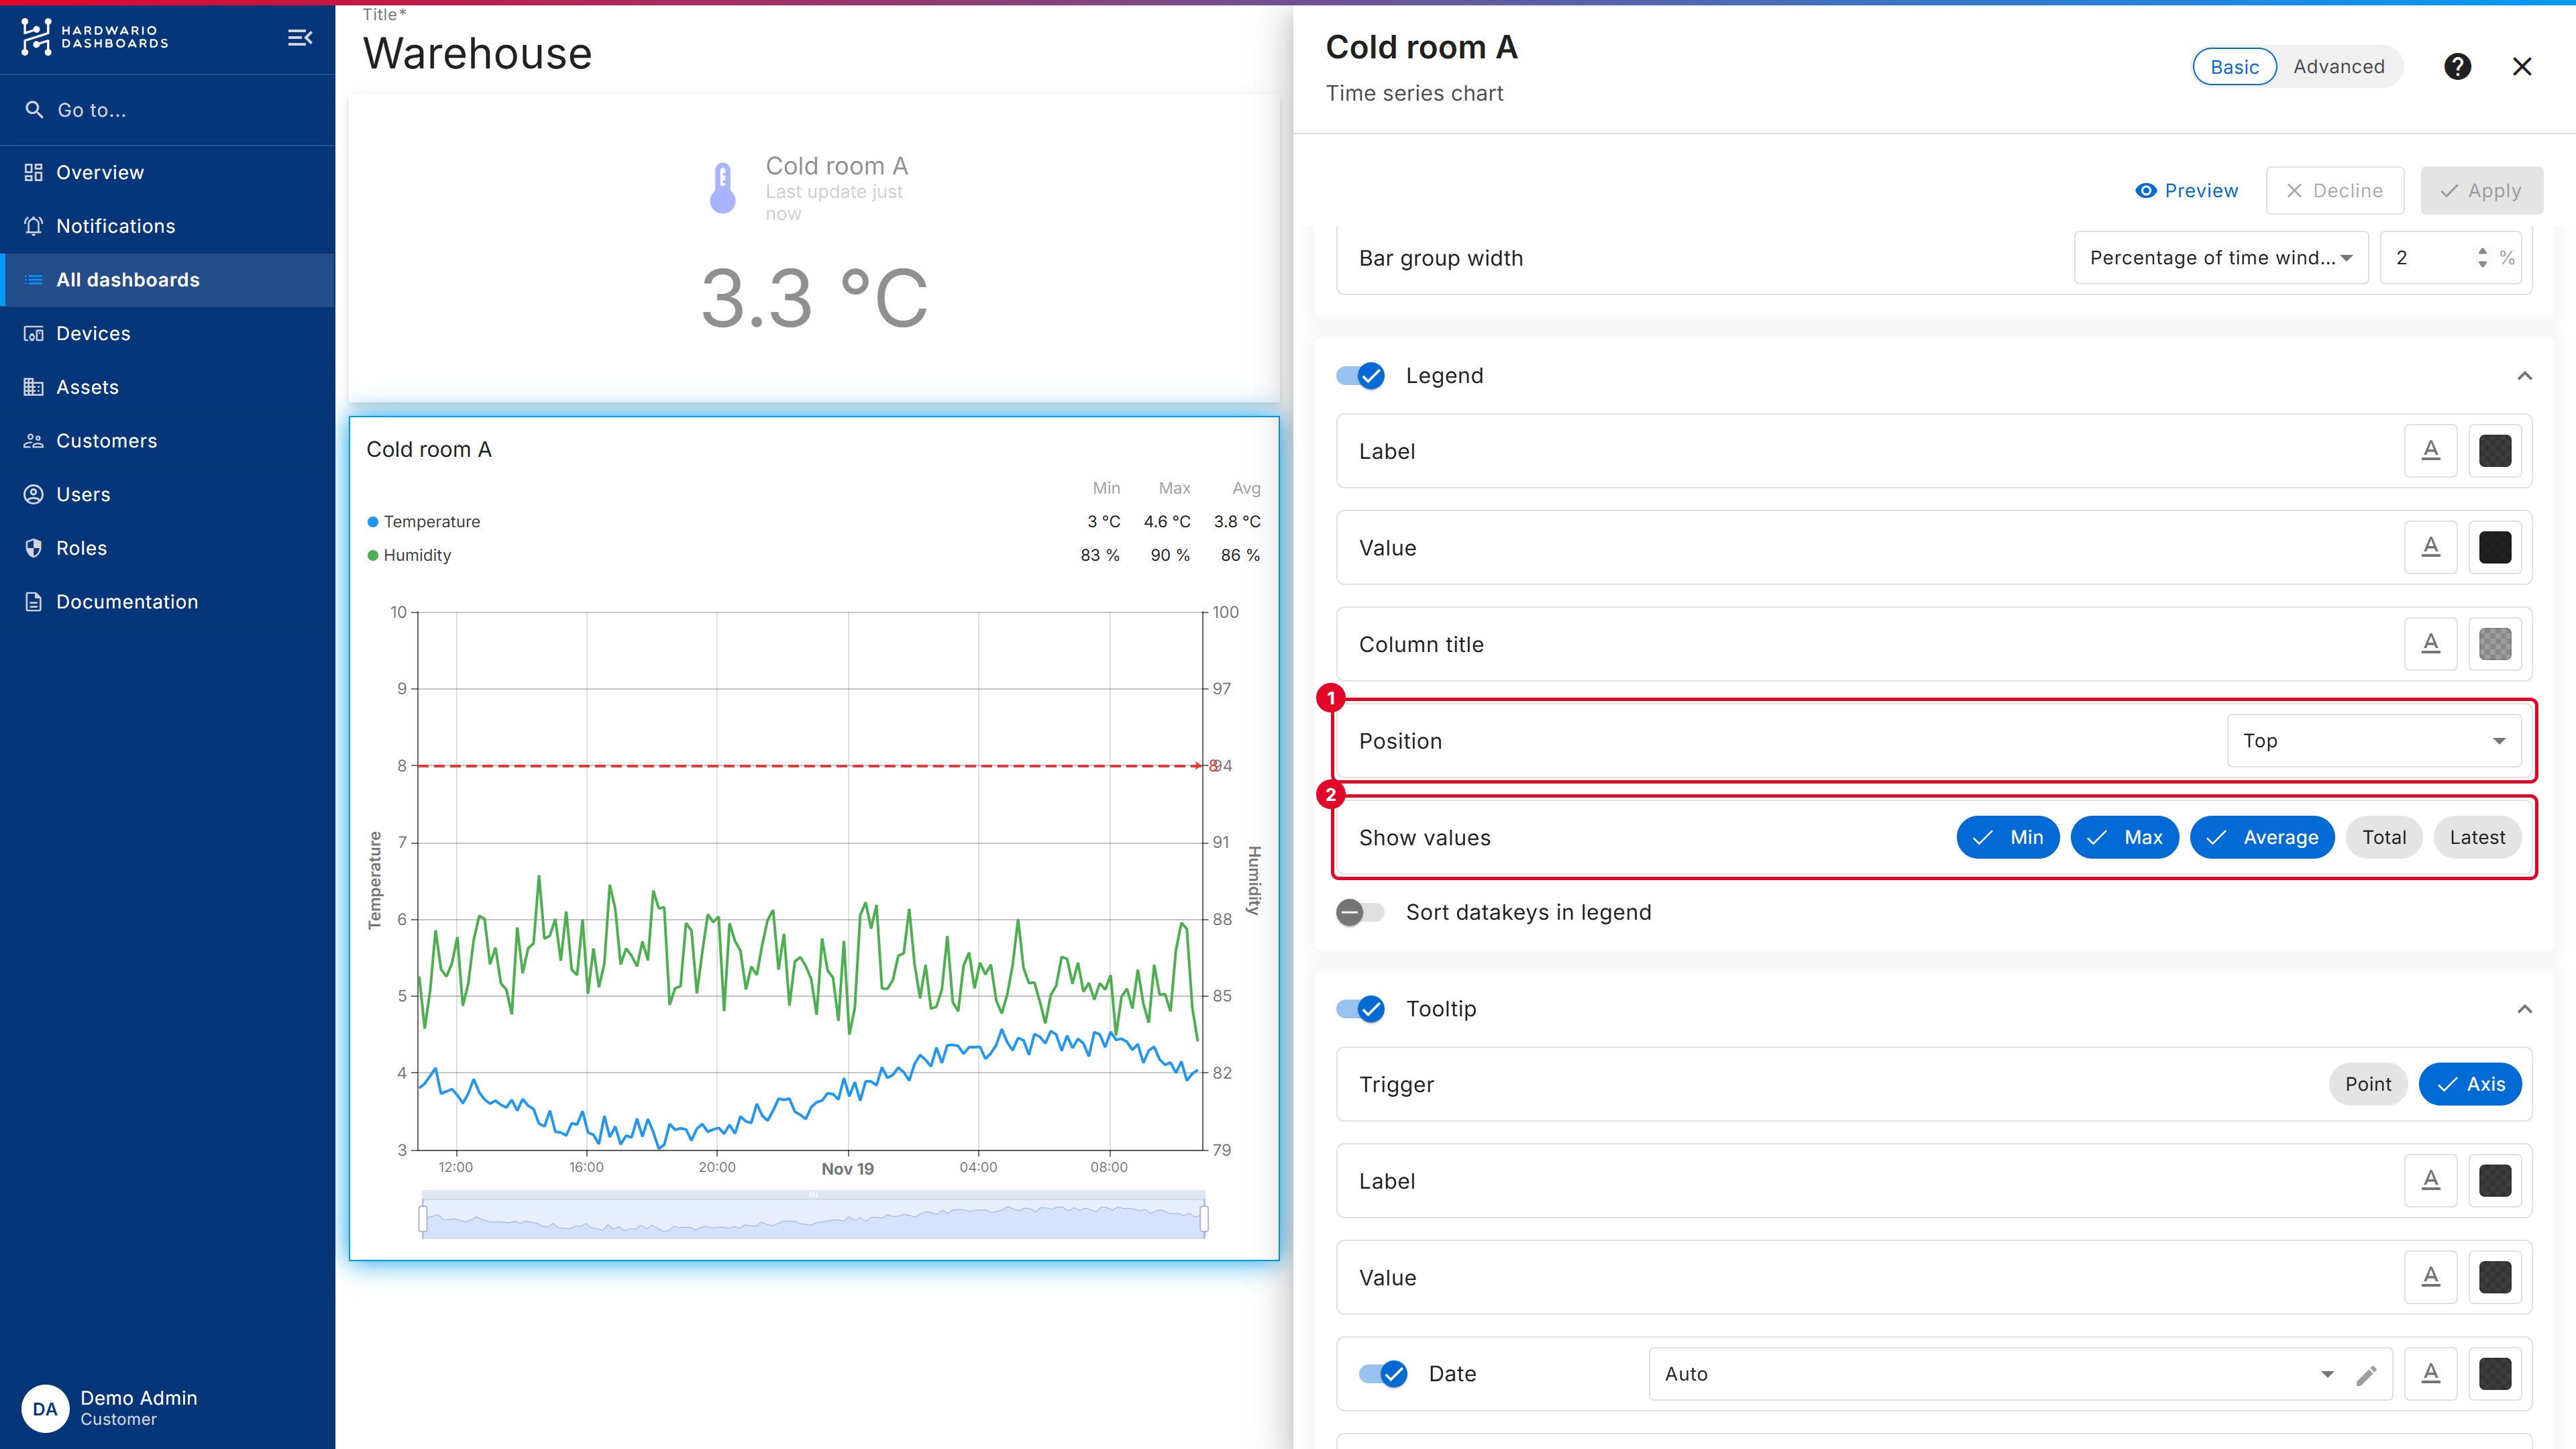 HARDWARIO
DASHBOARDS
Go to...
Overview
Notifications
All dashboards
Devices
Assets
Customers
Users
Roles
Documentation
DA
Demo Admin
Customer
Title*
Warehouse
Cold room A
Last update just
now
3.3 °C
Cold room A
Min Max Avg
Temperature 3 °C 4.6 °C 3.8 °C
Humidity 83 % 90 % 86 %
10 100
9 97
8 8 94
7 91
6 88
5 85
4 82
3 79
Temperature
Humidity
12:00 16:00 20:00 Nov 19 04:00 08:00
Cold room A
Time series chart
Basic Advanced
?
Preview Decline Apply
Bar group width Percentage of time wind... 2 %
Legend
Label A
Value A
Column title A
1
Position Top
2
Show values Min Max Average Total Latest
Sort datakeys in legend
Tooltip
Trigger Point Axis
Label A
Value A
Date Auto A